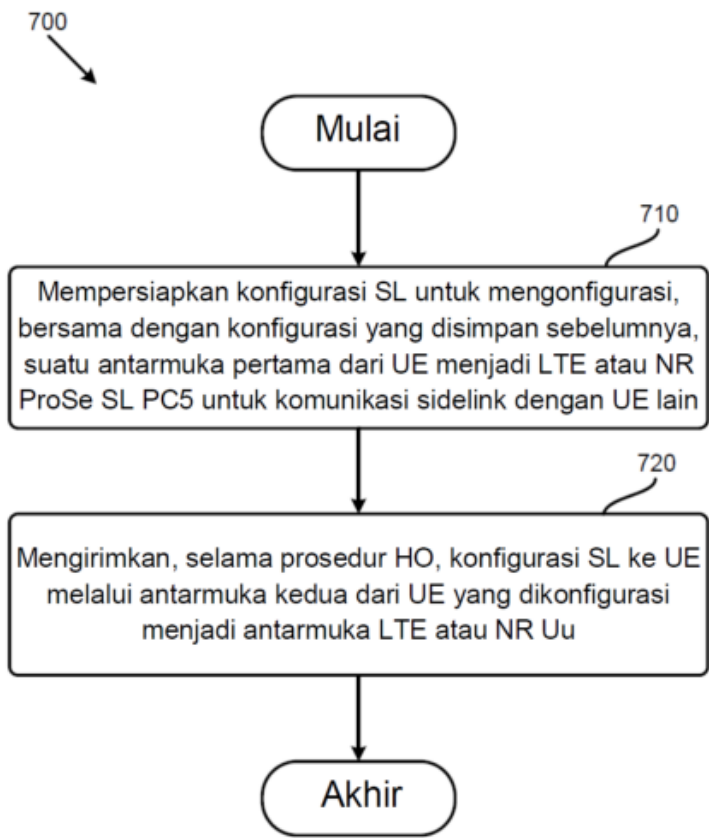 700
Mulai
710
Mempersiapkan konfigurasi SL untuk mengonfigurasi,
bersama dengan konfigurasi yang disimpan sebelumnya,
suatu antarmuka pertama dari UE menjadi LTE atau NR
ProSe SL PC5 untuk komunikasi sidelink dengan UE lain
720
Mengirimkan, selama prosedur HO, konfigurasi SL ke UE
melalui antarmuka kedua dari UE yang dikonfigurasi
menjadi antarmuka LTE atau NR Uu
Akhir